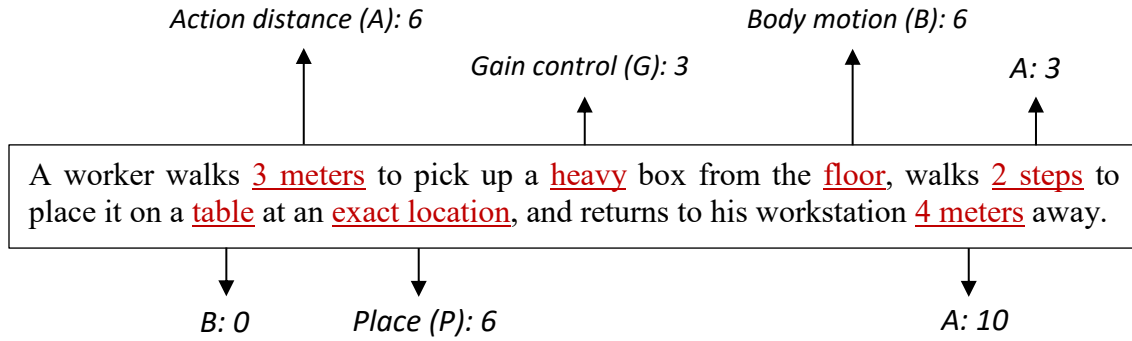 Action distance (A): 6
Body motion (B): 6
Gain control (G): 3
A: 3
A worker walks 3 meters to pick up a heavy box from the floor, walks 2 steps to
place it on a table at an exact location, and returns to his workstation 4 meters away.
B: 0
Place (P): 6
A: 10